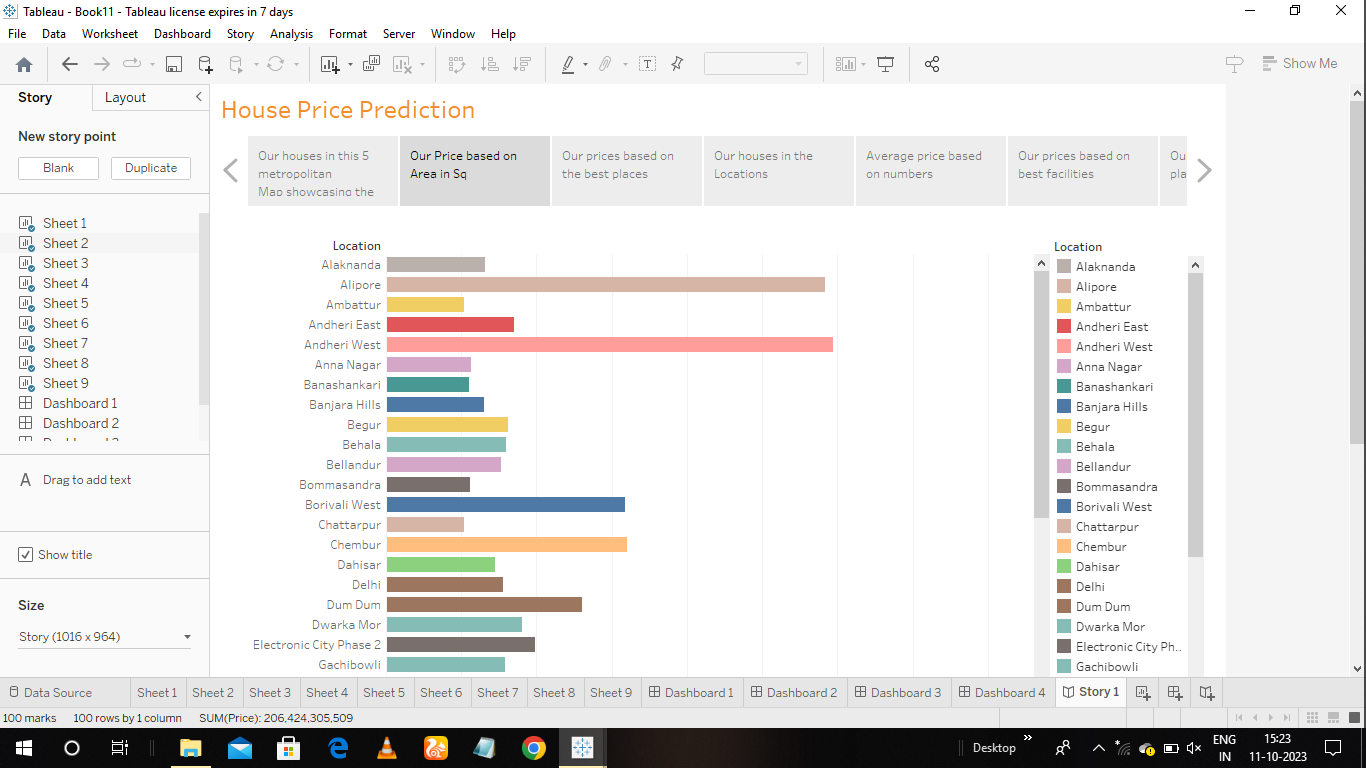 Tableau - Book11 - Tableau license expires in 7 days
File Data Worksheet Dashboard Story Analysis Format Server Window Help
Show Me
Story Layout
New story point
Blank Duplicate
Sheet 1
Sheet 2
Sheet 3
Sheet 4
Sheet 5
Sheet 6
Sheet 7
Sheet 8
Sheet 9
Dashboard 1
Dashboard 2
A Drag to add text
Show title
Size
Story (1016 x 964)
House Price Prediction
Our houses in this 5
metropolitan
Map showcasing the
Our Price based on
Area in Sq
Our prices based on
the best places
Our houses in the
Locations
Average price based
on numbers
Our prices based on
best facilities
Ou
pla
Location
Alaknanda
Alipore
Ambattur
Andheri East
Andheri West
Anna Nagar
Banashankari
Banjara Hills
Begur
Behala
Bellandur
Bommasandra
Borivali West
Chattarpur
Chembur
Dahisar
Delhi
Dum Dum
Dwarka Mor
Electronic City Phase 2
Gachibowli
Location
Alaknanda
Alipore
Ambattur
Andheri East
Andheri West
Anna Nagar
Banashankari
Banjara Hills
Begur
Behala
Bellandur
Bommasandra
Borivali West
Chattarpur
Chembur
Dahisar
Delhi
Dum Dum
Dwarka Mor
Electronic City Ph..
Gachibowli
Data Source Sheet 1 Sheet 2 Sheet 3 Sheet 4 Sheet 5 Sheet 6 Sheet 7 Sheet 8 Sheet 9 Dashboard 1 Dashboard 2 Dashboard 3 Dashboard 4 Story 1
100 marks 100 rows by 1 column SUM(Price): 206.424.305.509
Desktop
ENG
IN
15:23
11-10-2023